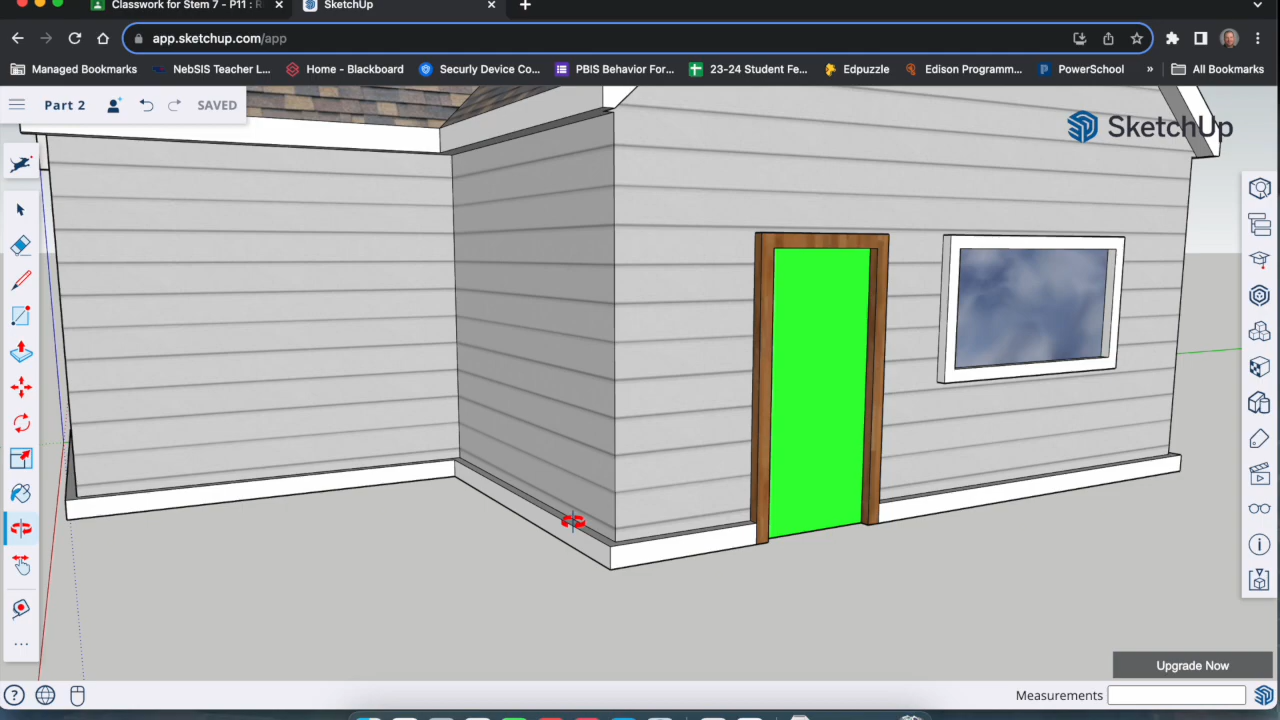 Classwork for Stem 7 - P11 : R
SketchUp
app.sketchup.com/app
Managed Bookmarks
NebSIS Teacher L...
Home - Blackboard
Securly Device Co...
PBIS Behavior For...
23-24 Student Fe...
Edpuzzle
Edison Programm...
PowerSchool
»
All Bookmarks
Part 2
SAVED
SketchUp
Upgrade Now
Measurements